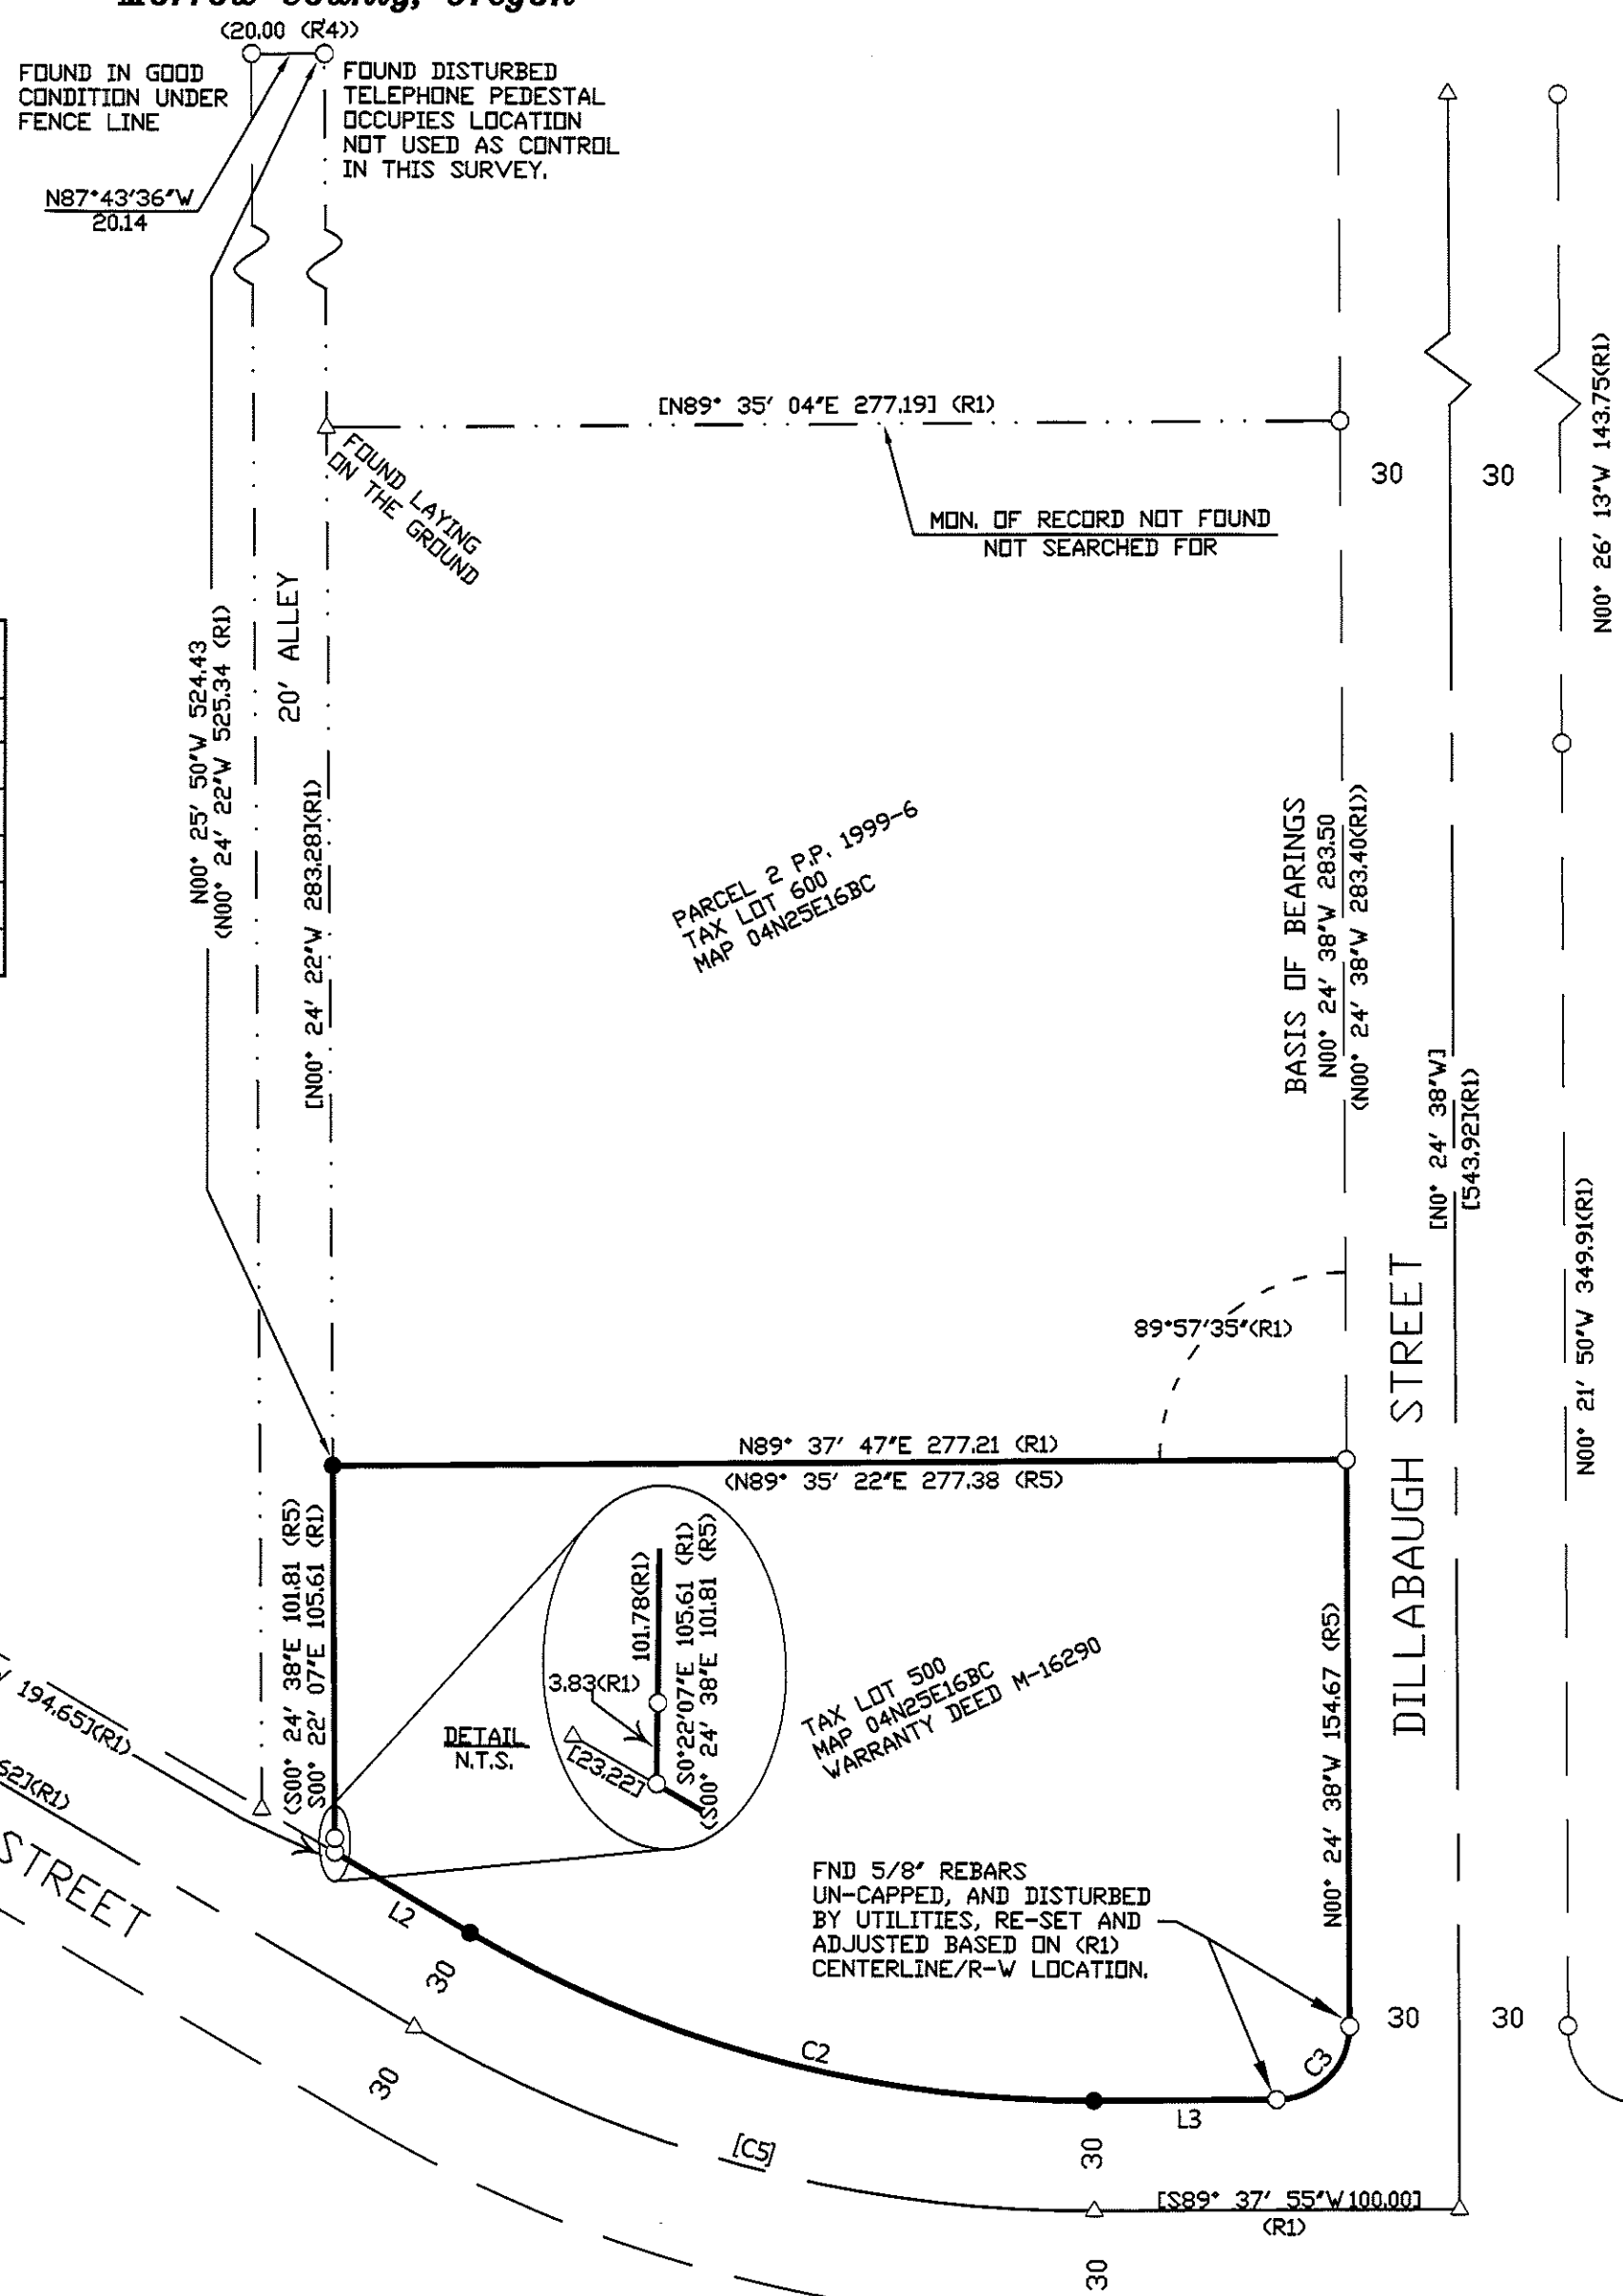 Morrow County, Oregon
(20.00 (R4))
FOUND IN GOOD
CONDITION UNDER
FENCE LINE
FOUND DISTURBED
TELEPHONE PEDESTAL
OCCUPIES LOCATION
NOT USED AS CONTROL
IN THIS SURVEY.
N87°43'36"W
20.14
[N89° 35' 04"E 277.19] (R1)
FOUND LAYING
ON THE GROUND
MON. OF RECORD NOT FOUND
NOT SEARCHED FOR
30
30
N00° 26' 13"W 143.75(R1)
N00° 25' 50"W 524.43
(N00° 24' 22"W 525.34 (R1)
20' ALLEY
[N00° 24' 22"W 283.28](R1)
PARCEL 2 P.P. 1999-6
TAX LOT 600
MAP 04N25E16BC
BASIS OF BEARINGS
N00° 24' 38"W 283.50
(N00° 24' 38"W 283.40(R1))
[N0° 24' 38"W]
[543.92](R1)
N00° 21' 50"W 349.91(R1)
DILLABAUGH STREET
89°57'35"(R1)
N89° 37' 47"E 277.21 (R1)
(N89° 35' 22"E 277.38 (R5)
(S00° 24' 38"E 101.81 (R5)
S00° 22' 07"E 105.61 (R1)
101.78(R1)
S0°22'07"E 105.61 (R1)
(S00° 24' 38"E 101.81 (R5)
3.83(R1)
[23.22]
DETAIL
N.T.S.
TAX LOT 500
MAP 04N25E16BC
WARRANTY DEED M-16290
N00° 24' 38"W 154.67 (R5)
194.65](R1)
62](R1)
STREET
L2
30
30
FND 5/8" REBARS
UN-CAPPED, AND DISTURBED
BY UTILITIES, RE-SET AND
ADJUSTED BASED ON (R1)
CENTERLINE/R-W LOCATION.
C2
C3
30
30
L3
[C5]
30
[S89° 37' 55"W 100.00]
(R1)
30